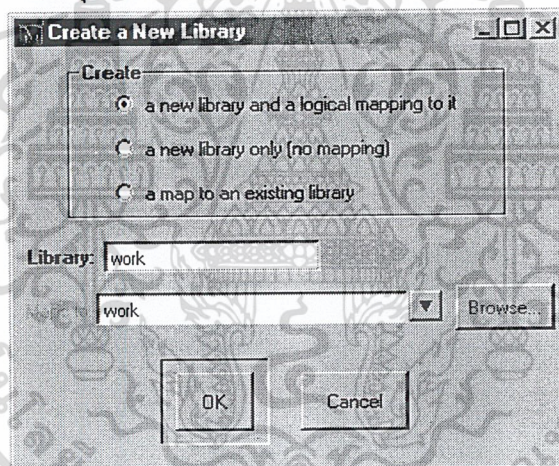 Create a New Library
Create
a new library and a logical mapping to it
a new library only (no mapping)
a map to an existing library
Library: work
work
Browse...
OK
Cancel